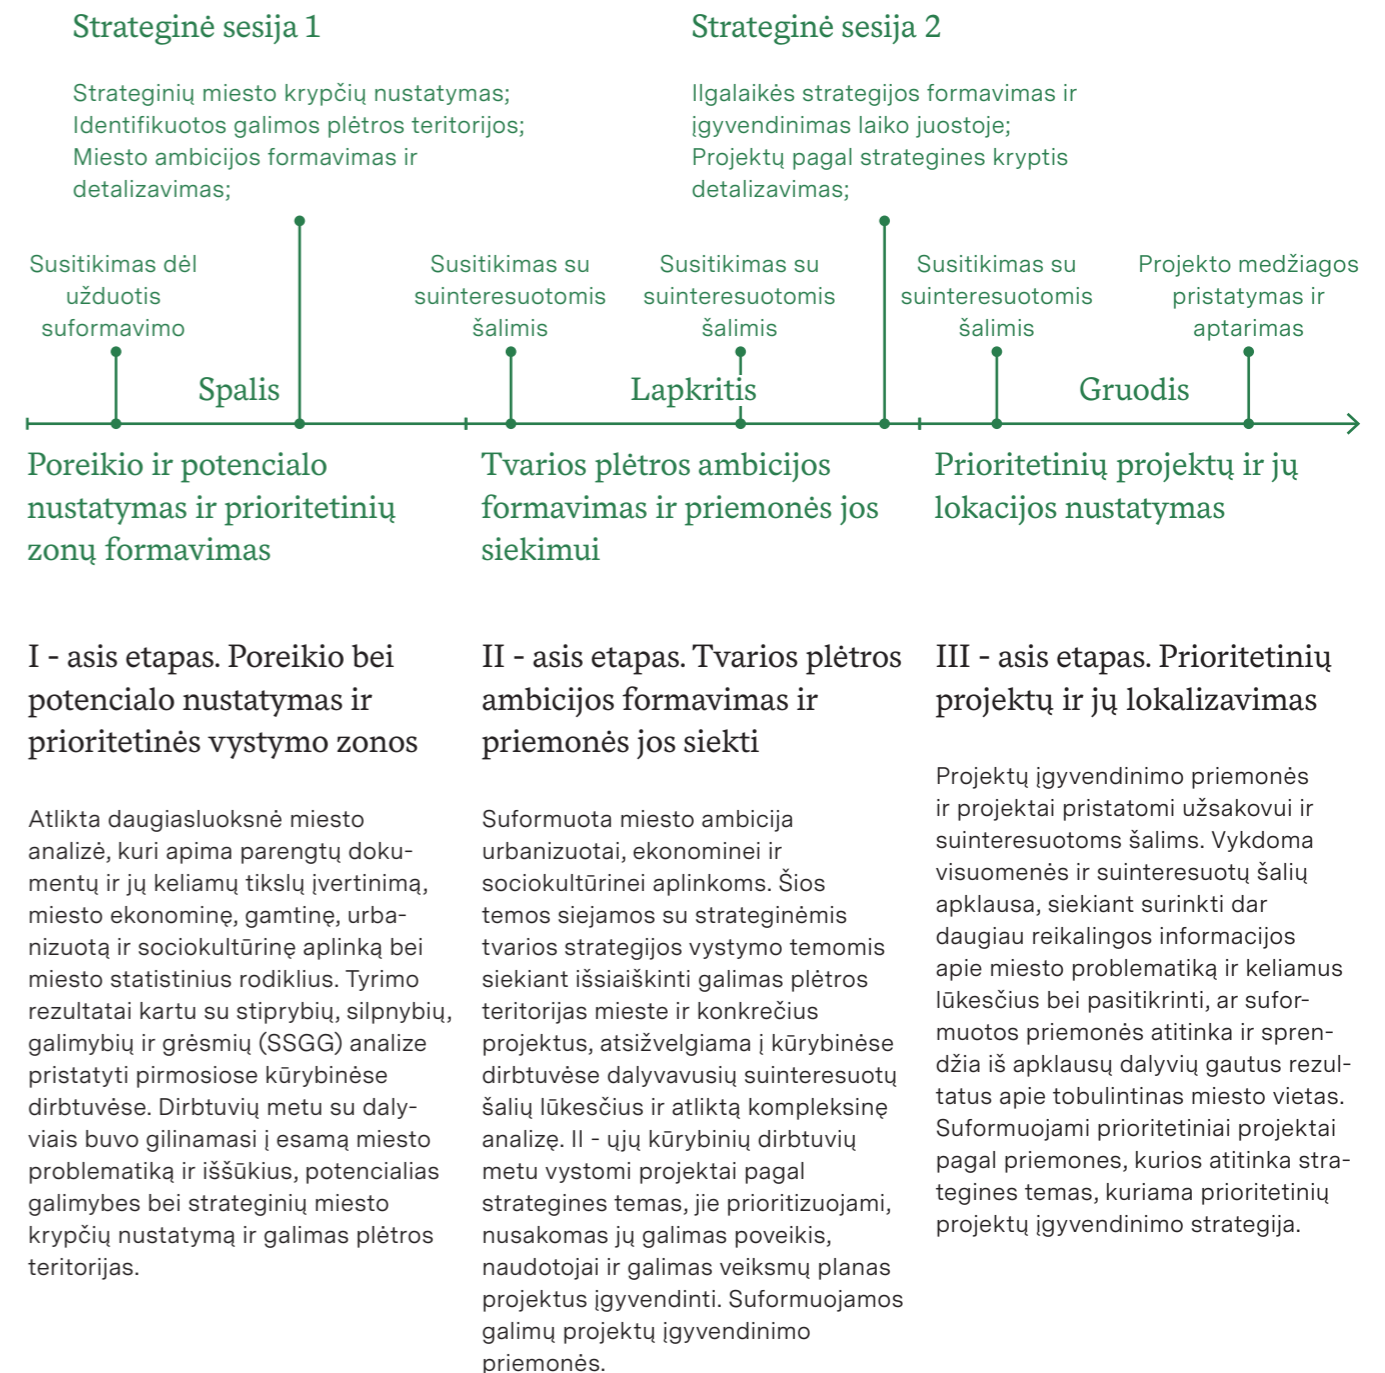 Strateginė sesija 1
Strateginių miesto krypčių nustatymas;
Identifikuotos galimos plėtros teritorijos;
Miesto ambicijos formavimas ir
detalizavimas;
Strateginė sesija 2
Ilgalaikės strategijos formavimas ir
įgyvendinimas laiko juostoje;
Projektų pagal strategines kryptis
detalizavimas;
Susitikimas dėl
užduotis
suformavimo
Susitikimas su
suinteresuotomis
šalimis
Susitikimas su
suinteresuotomis
šalimis
Susitikimas su
suinteresuotomis
šalimis
Projekto medžiagos
pristatymas ir
aptarimas
Spalis
Lapkritis
Gruodis
Poreikio ir potencialo
nustatymas ir prioritetinių
zonų formavimas
Tvarios plėtros ambicijos
formavimas ir priemonės jos
siekimui
Prioritetinių projektų ir jų
lokacijos nustatymas
I - asis etapas. Poreikio bei
potencialo nustatymas ir
prioritetinės vystymo zonos
Atlikta daugiasluoksnė miesto
analizė, kuri apima parengtų doku-
mentų ir jų keliamų tikslų įvertinimą,
miesto ekonominę, gamtinę, urba-
nizuotą ir sociokultūrinę aplinką bei
miesto statistinius rodiklius. Tyrimo
rezultatai kartu su stiprybių, silpnybių,
galimybių ir grėsmių (SSGG) analize
pristatyti pirmosiose kūrybinėse
dirbtuvėse. Dirbtuvių metu su daly-
viais buvo gilinamasi į esamą miesto
problematiką ir iššūkius, potencialias
galimybes bei strateginių miesto
krypčių nustatymą ir galimas plėtros
teritorijas.
II - asis etapas. Tvarios plėtros
ambicijos formavimas ir
priemonės jos siekti
Suformuota miesto ambicija
urbanizuotai, ekonominei ir
sociokultūrinei aplinkoms. Šios
temos siejamos su strateginėmis
tvarios strategijos vystymo temomis
siekiant išsiaiškinti galimas plėtros
teritorijas mieste ir konkrečius
projektus, atsižvelgiama į kūrybinėse
dirbtuvėse dalyvavusių suinteresuotų
šalių lūkesčius ir atliktą kompleksinę
analizę. II - ųjų kūrybinių dirbtuvių
metu vystomi projektai pagal
strategines temas, jie prioritizuojami,
nusakomas jų galimas poveikis,
naudotojai ir galimas veiksmų planas
projektus įgyvendinti. Suformuojamos
galimų projektų įgyvendinimo
priemonės.
III - asis etapas. Prioritetinių
projektų ir jų lokalizavimas
Projektų įgyvendinimo priemonės
ir projektai pristatomi užsakovui ir
suinteresuotoms šalims. Vykdoma
visuomenės ir suinteresuotų šalių
apklausa, siekiant surinkti dar
daugiau reikalingos informacijos
apie miesto problematiką ir keliamus
lūkesčius bei pasitikrinti, ar sufor-
muotos priemonės atitinka ir spren-
džia iš apklausų dalyvių gautus rezul-
tatus apie tobulintinas miesto vietas.
Suformuojami prioritetiniai projektai
pagal priemones, kurios atitinka stra-
tegines temas, kuriama prioritetinių
projektų įgyvendinimo strategija.